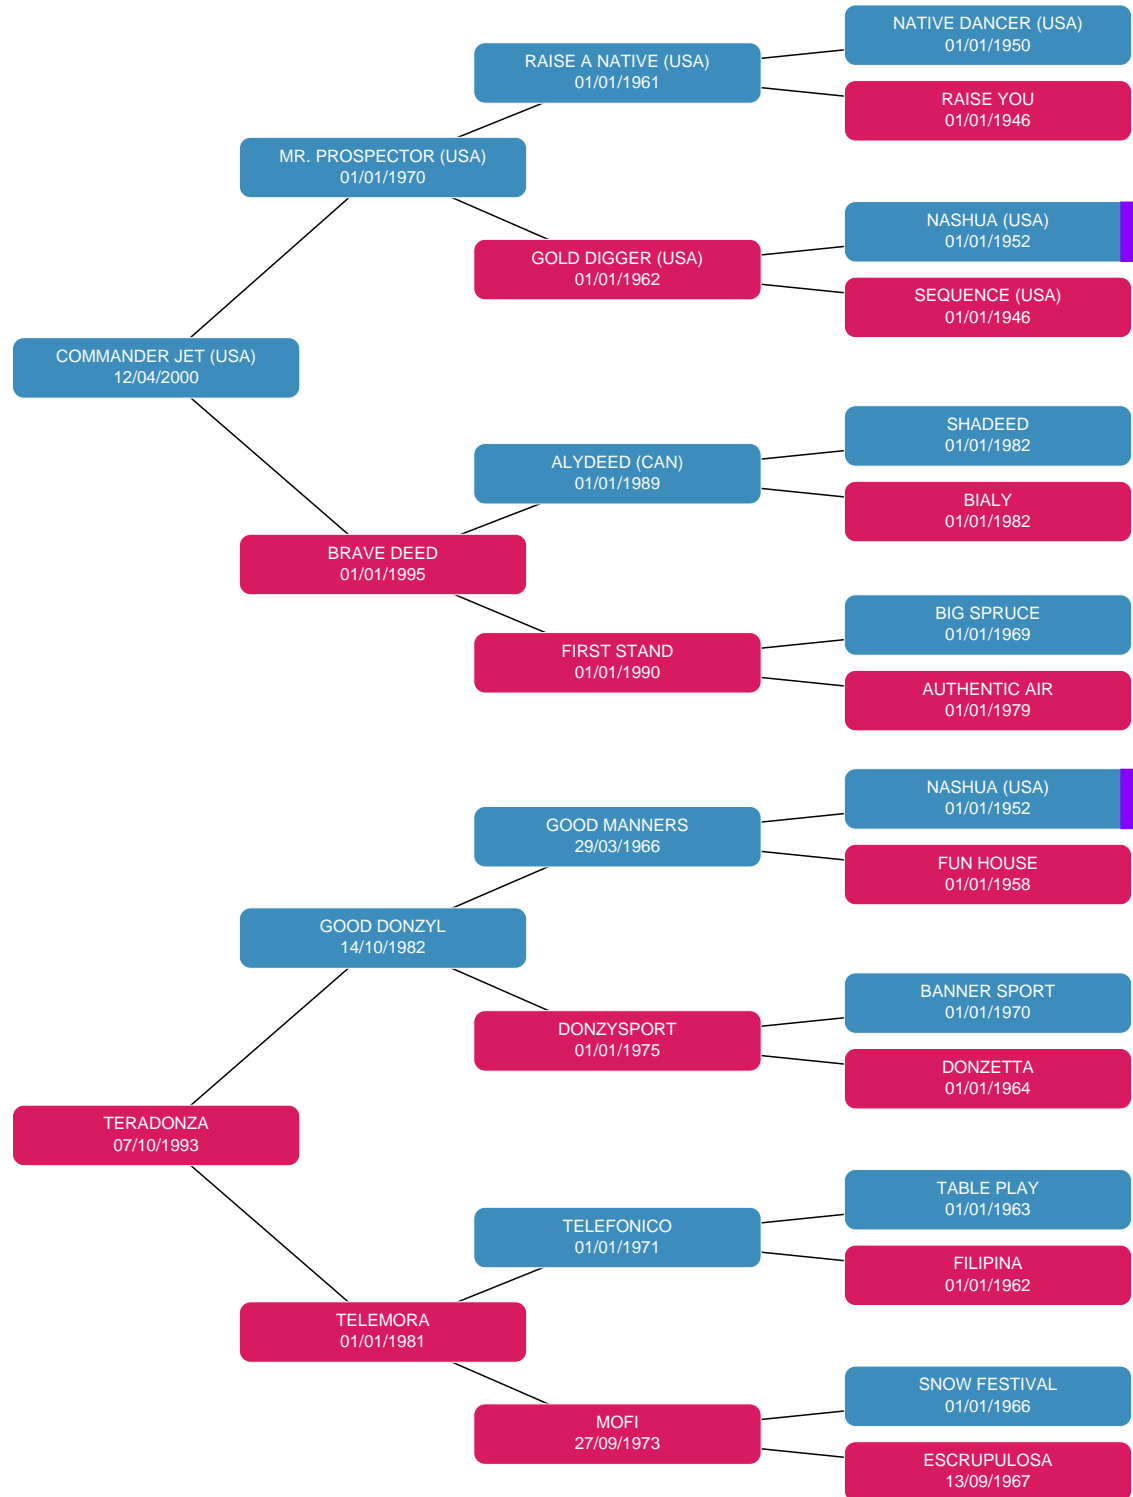 NATIVE DANCER (USA)
01/01/1950
RAISE A NATIVE (USA)
01/01/1961
RAISE YOU
01/01/1946
MR. PROSPECTOR (USA)
01/01/1970
NASHUA (USA)
01/01/1952
GOLD DIGGER (USA)
01/01/1962
SEQUENCE (USA)
01/01/1946
COMMANDER JET (USA)
12/04/2000
SHADEED
01/01/1982
ALYDEED (CAN)
01/01/1989
BIALY
01/01/1982
BRAVE DEED
01/01/1995
BIG SPRUCE
01/01/1969
FIRST STAND
01/01/1990
AUTHENTIC AIR
01/01/1979
NASHUA (USA)
01/01/1952
GOOD MANNERS
29/03/1966
FUN HOUSE
01/01/1958
GOOD DONZYL
14/10/1982
BANNER SPORT
01/01/1970
DONZYSPORT
01/01/1975
DONZETTA
01/01/1964
TERADONZA
07/10/1993
TABLE PLAY
01/01/1963
TELEFONICO
01/01/1971
FILIPINA
01/01/1962
TELEMORA
01/01/1981
SNOW FESTIVAL
01/01/1966
MOFI
27/09/1973
ESCRUPULOSA
13/09/1967